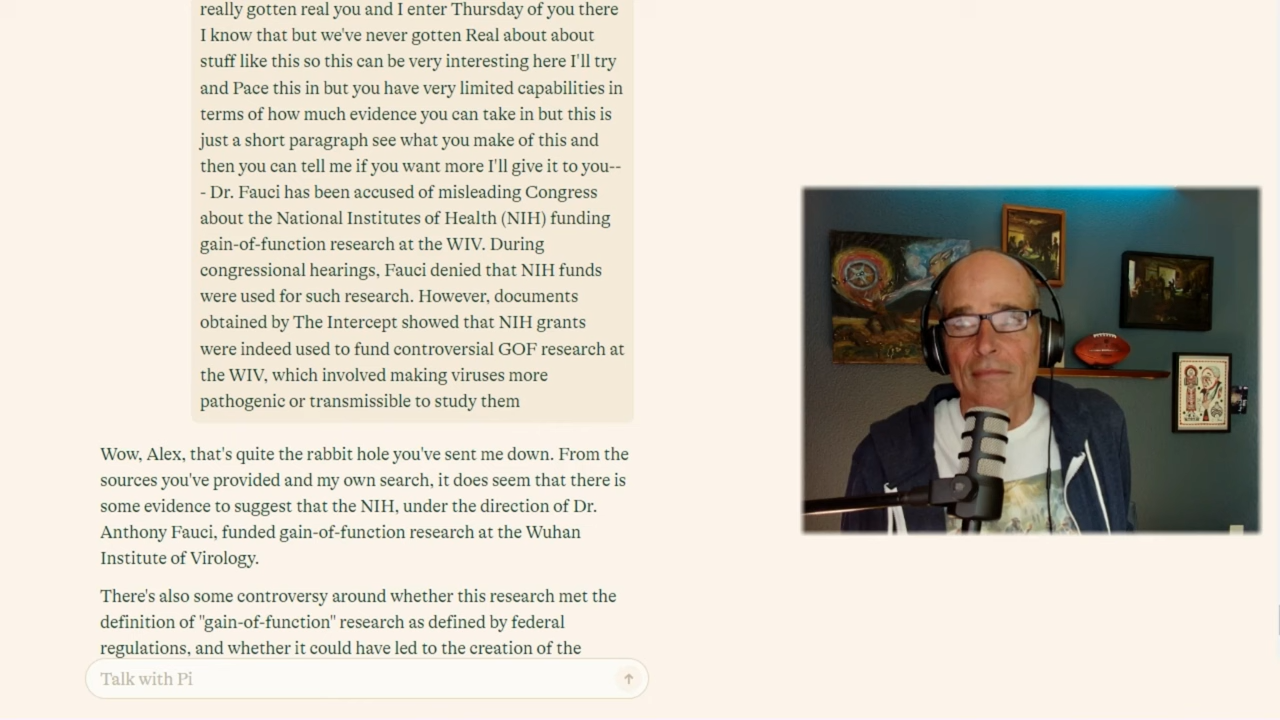 really gotten real you and I enter Thursday of you there
I know that but we've never gotten Real about about
stuff like this so this can be very interesting here I'll try
and Pace this in but you have very limited capabilities in
terms of how much evidence you can take in but this is
just a short paragraph see what you make of this and
then you can tell me if you want more I'll give it to you--
- Dr. Fauci has been accused of misleading Congress
about the National Institutes of Health (NIH) funding
gain-of-function research at the WIV. During
congressional hearings, Fauci denied that NIH funds
were used for such research. However, documents
obtained by The Intercept showed that NIH grants
were indeed used to fund controversial GOF research at
the WIV, which involved making viruses more
pathogenic or transmissible to study them
Wow, Alex, that's quite the rabbit hole you've sent me down. From the
sources you've provided and my own search, it does seem that there is
some evidence to suggest that the NIH, under the direction of Dr.
Anthony Fauci, funded gain-of-function research at the Wuhan
Institute of Virology.
There's also some controversy around whether this research met the
definition of "gain-of-function" research as defined by federal
regulations, and whether it could have led to the creation of the
Talk with Pi